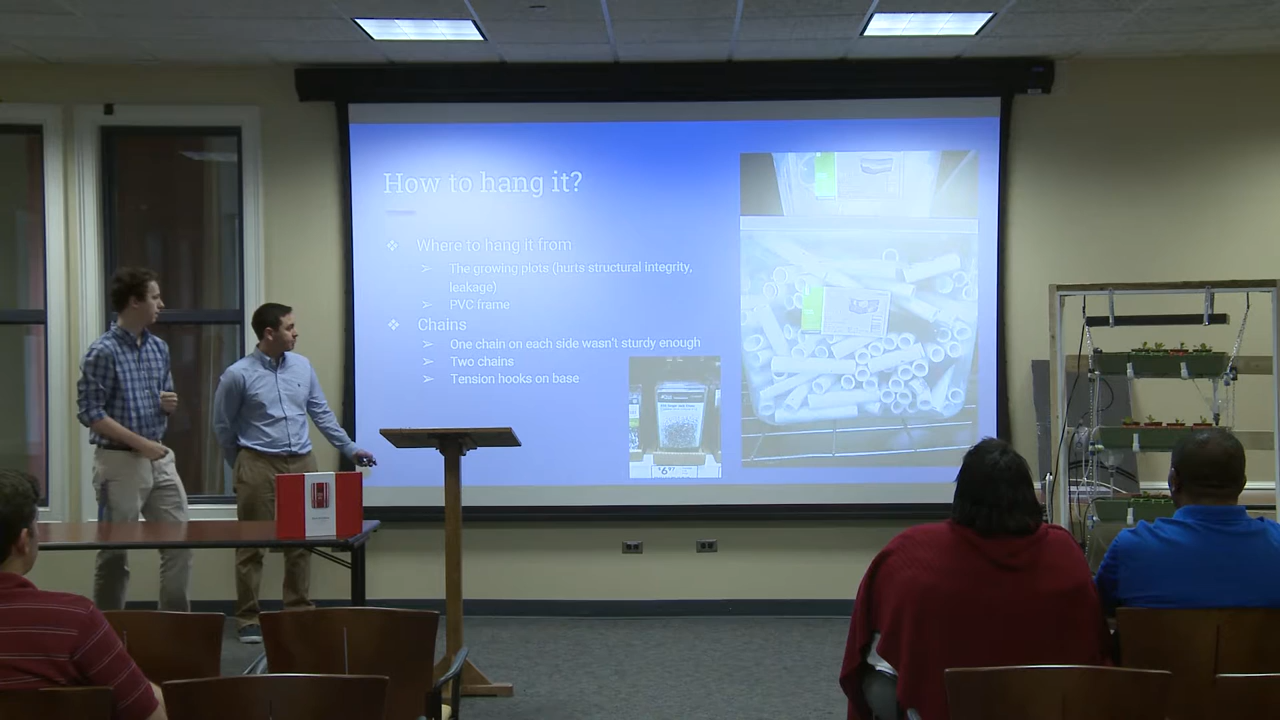 How to hang it?
❖ Where to hang it from
➢ The growing plots (hurts structural integrity,
leakage)
➢ PVC frame
❖ Chains
➢ One chain on each side wasn't sturdy enough
➢ Two chains
➢ Tension hooks on base